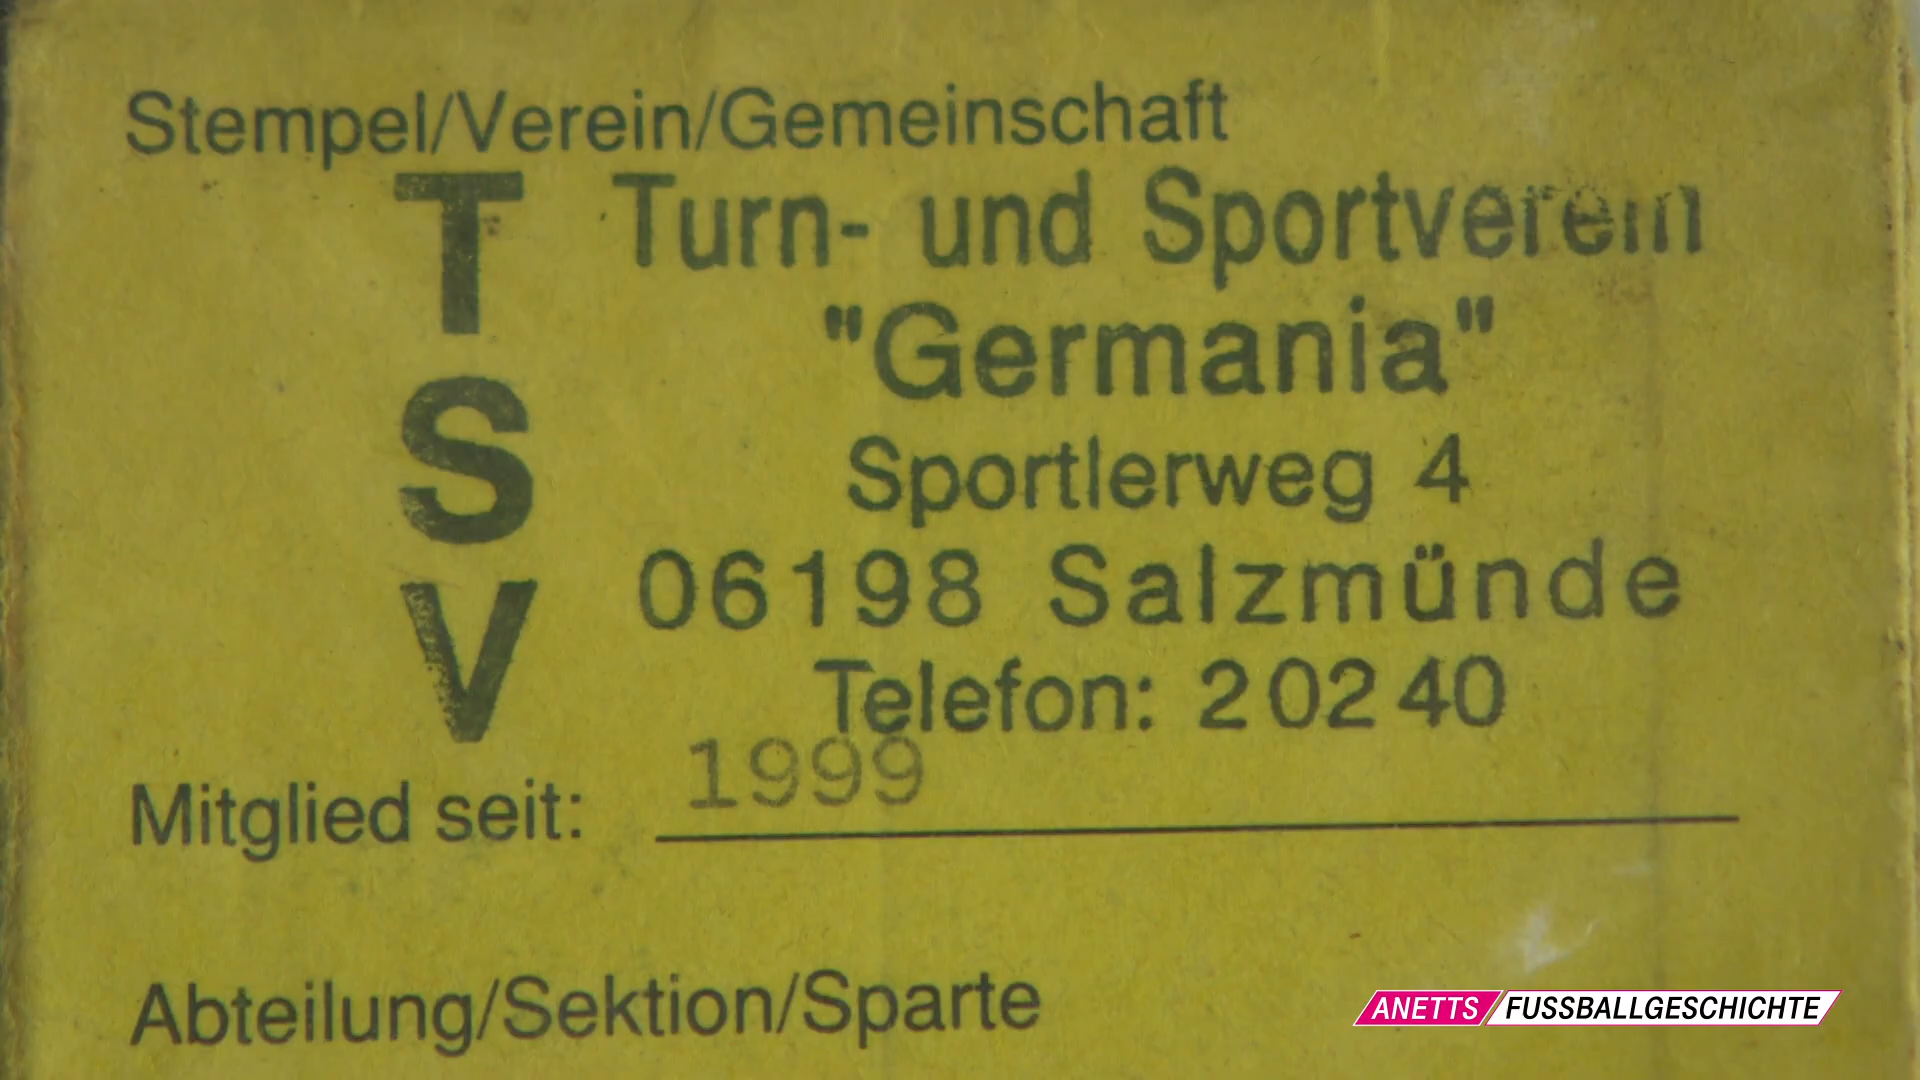 Stempel/Verein/Gemeinschaft
T S V
Turn- und Sportverein
"Germania"
Sportlerweg 4
06198 Salzmünde
Telefon: 20240
Mitglied seit: 1999
Abteilung/Sektion/Sparte
ANETTS FUSSBALLGESCHICHTE